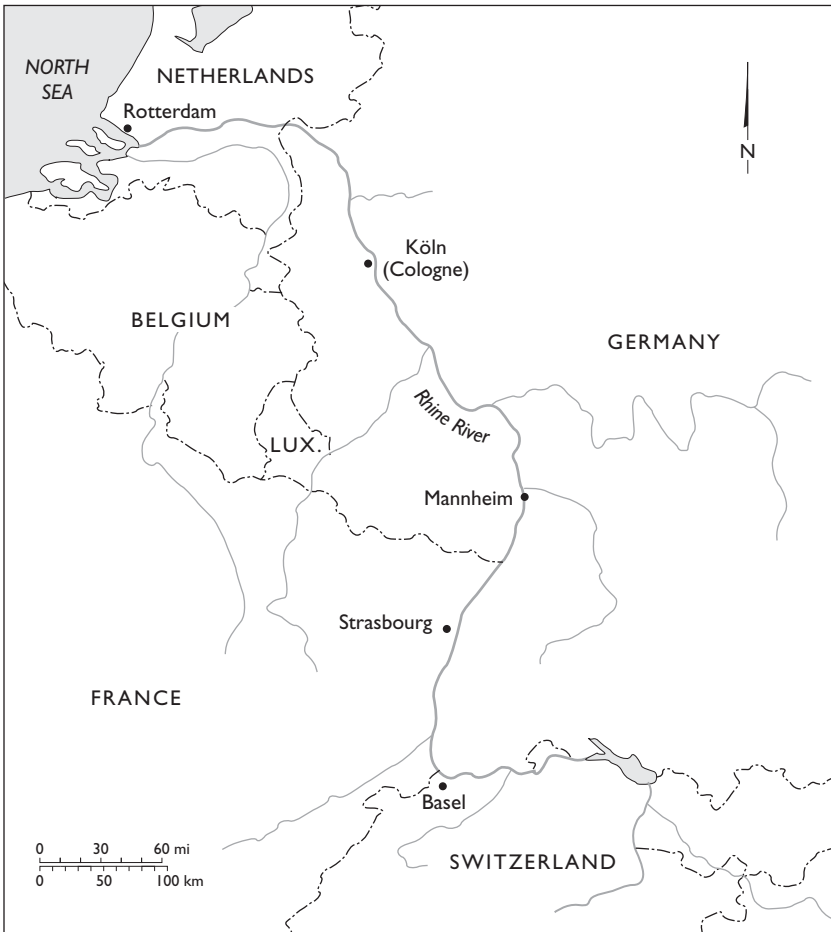 NORTH
SEA
NETHERLANDS
Rotterdam
N
Köln
(Cologne)
BELGIUM
GERMANY
Rhine River
LUX.
Mannheim
Strasbourg
FRANCE
Basel
0 30 60 mi
0 50 100 km
SWITZERLAND